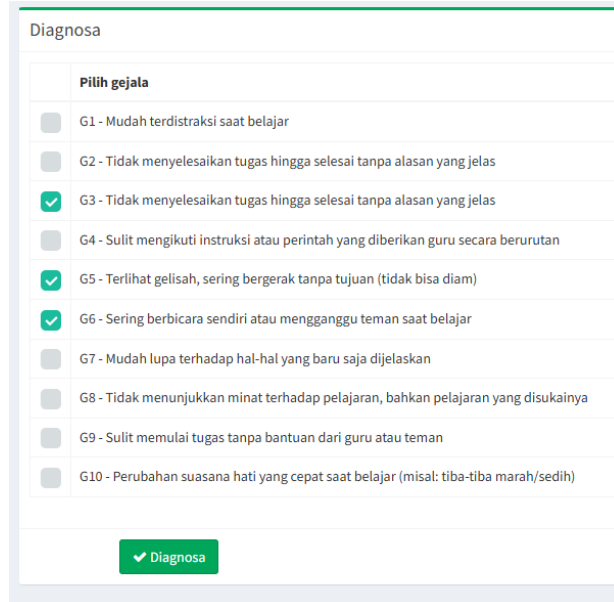 Diagnosa
Pilih gejala
G1 - Mudah terdistraksi saat belajar
G2 - Tidak menyelesaikan tugas hingga selesai tanpa alasan yang jelas
G3 - Tidak menyelesaikan tugas hingga selesai tanpa alasan yang jelas
G4 - Sulit mengikuti instruksi atau perintah yang diberikan guru secara berurutan
G5 - Terlihat gelisah, sering bergerak tanpa tujuan (tidak bisa diam)
G6 - Sering berbicara sendiri atau mengganggu teman saat belajar
G7 - Mudah lupa terhadap hal-hal yang baru saja dijelaskan
G8 - Tidak menunjukkan minat terhadap pelajaran, bahkan pelajaran yang disukainya
G9 - Sulit memulai tugas tanpa bantuan dari guru atau teman
G10 - Perubahan suasana hati yang cepat saat belajar (misal: tiba-tiba marah/sedih)
Diagnosa